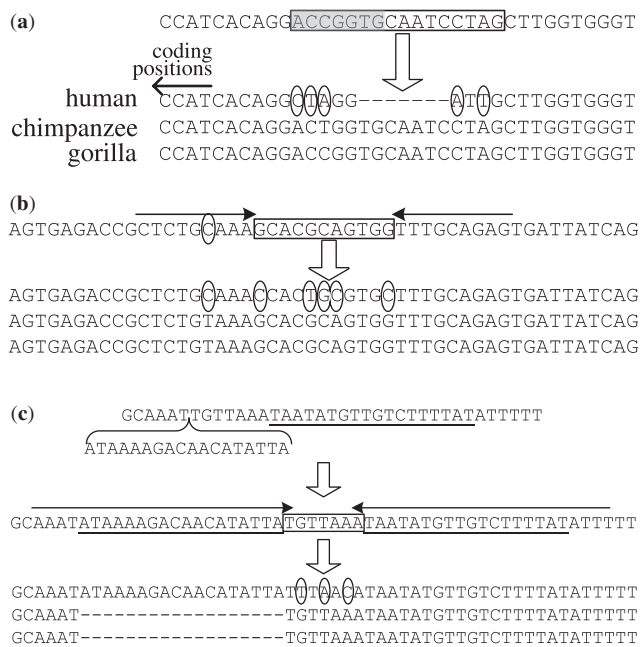 (a) CCATCACAGGACCGGTGCAATCCTAGCTTGGTGGGT
coding
positions
human CCATCACAGGCTAGG-------ATTGCTTGGTGGGT
chimpanzee CCATCACAGGACTGGTGCAATCCTAGCTTGGTGGGT
gorilla CCATCACAGGACCGGTGCAATCCTAGCTTGGTGGGT
(b)
AGTGAGACCGCTCTGCAAAGCACGCAGTGGTTTGCAGAGTGATTATCAG
AGTGAGACCGCTCTGCAAACCACTGCGTGCTTTGCAGAGTGATTATCAG
AGTGAGACCGCTCTGTAAAGCACGCAGTGGTTTGCAGAGTGATTATCAG
AGTGAGACCGCTCTGTAAAGCACGCAGTGGTTTGCAGAGTGATTATCAG
(c)
GCAAATTGTTAAATAATATGTTGTCTTTTATATTTTT
ATAAAAGACAACATATTA
GCAAATATAAAAGACAACATATTATGTTAAATAATATGTTGTCTTTTATATTTTT
GCAAATATAAAAGACAACATATTATTTAACATAATATGTTGTCTTTTATATTTTT
GCAAAT------------------TGTTAAATAATATGTTGTCTTTTATATTTTT
GCAAAT------------------TGTTAAATAATATGTTGTCTTTTATATTTTT